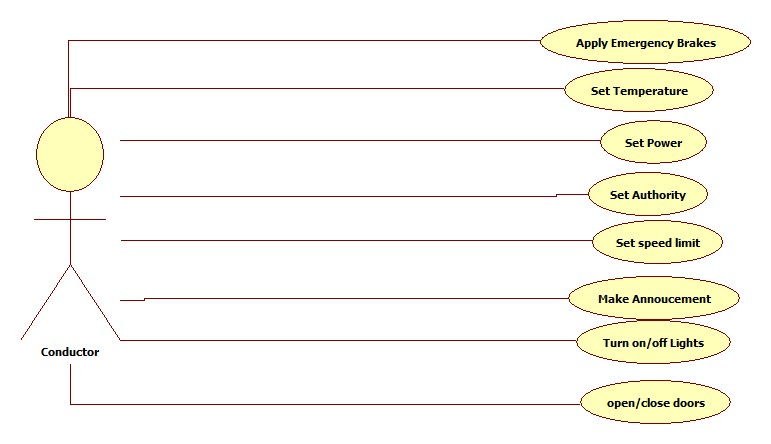 Apply Emergency Brakes
Set Temperature
Set Power
Set Authority
Set speed limit
Make Annoucement
Turn on/off Lights
Conductor
open/close doors